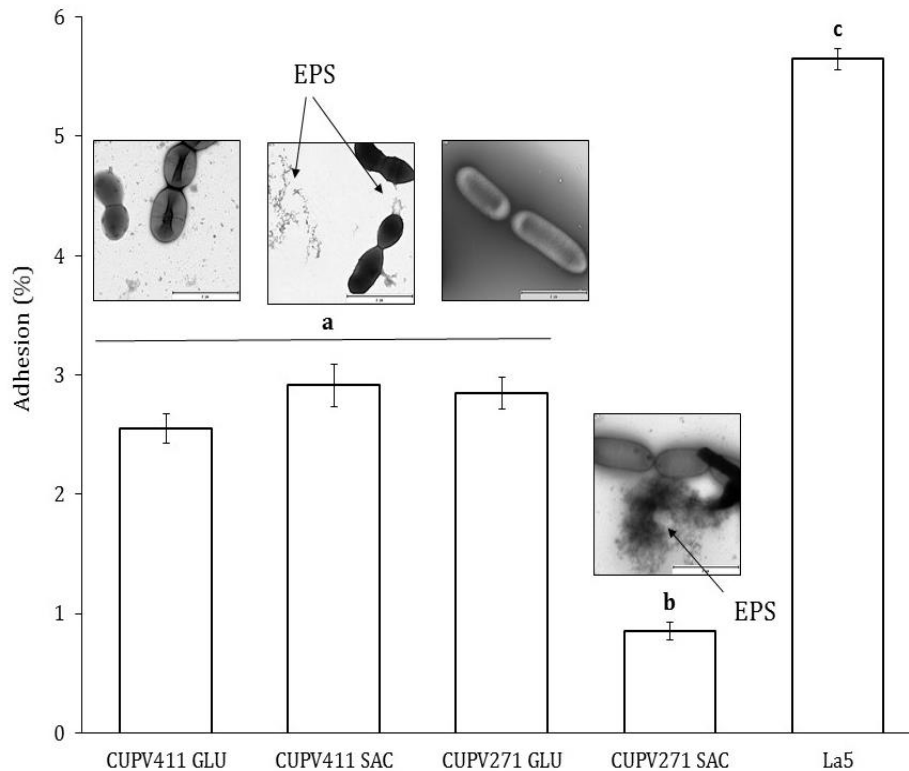 6
c
EPS
5
4
a
Adhesion (%)
3
2
EPS
b
1
0
CUPV411 GLU
CUPV411 SAC
CUPV271 GLU
CUPV271 SAC
La5